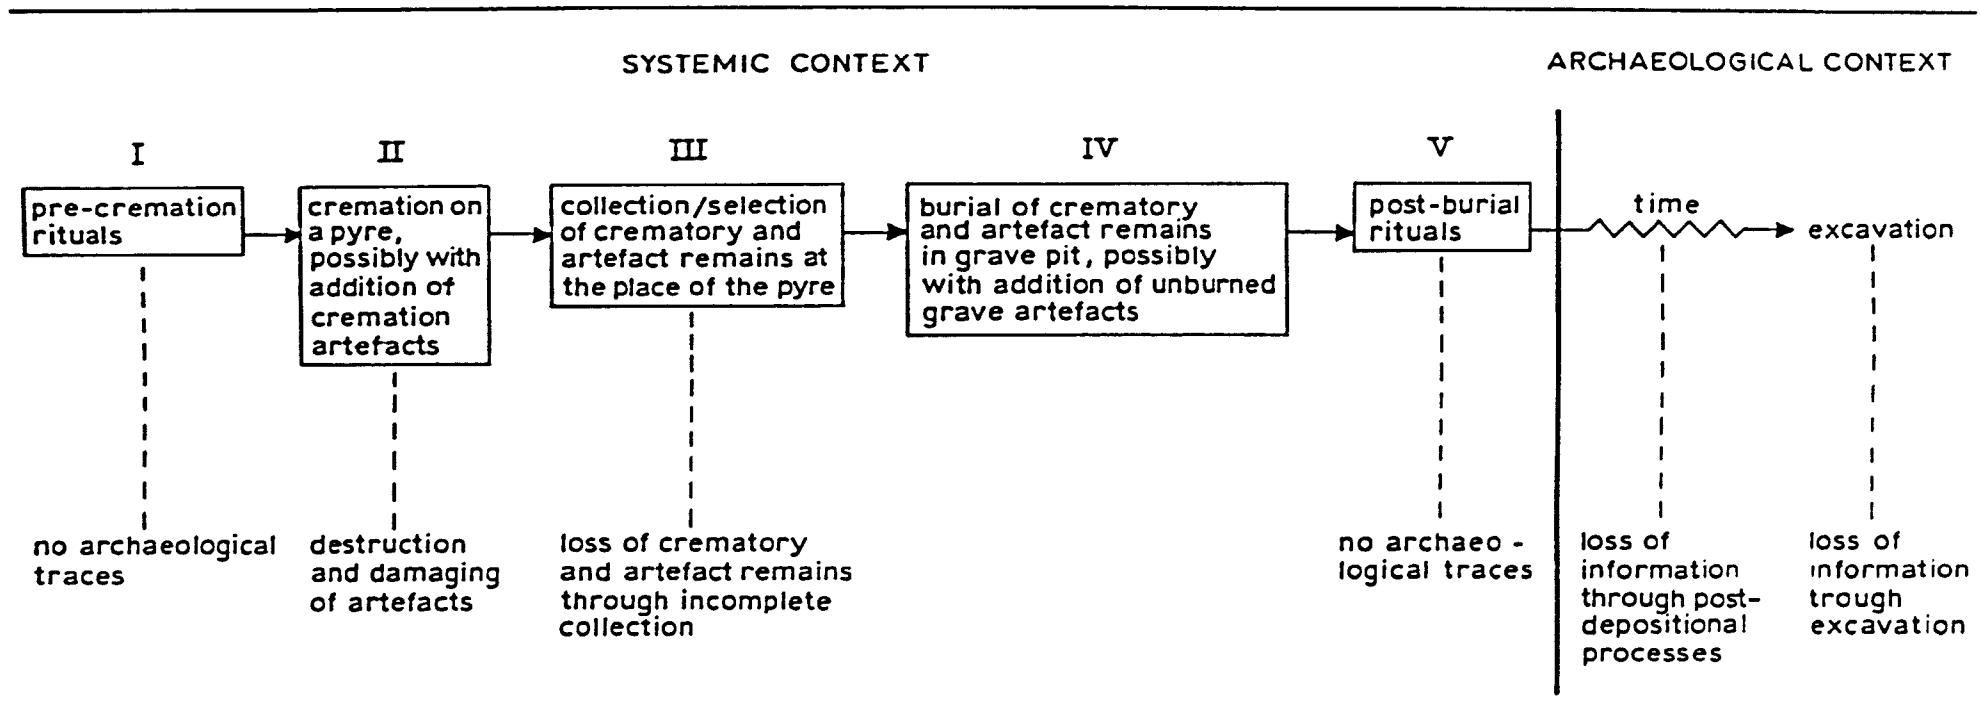 SYSTEMIC CONTEXT
ARCHAEOLOGICAL CONTEXT
I
pre-cremation
rituals
no archaeological
traces
II
cremation on
a pyre,
possibly with
addition of
cremation
artefacts
destruction
and damaging
of artefacts
III
collection/selection
of crematory and
artefact remains at
the place of the pyre
loss of crematory
and artefact remains
through incomplete
collection
IV
burial of crematory
and artefact remains
in grave pit, possibly
with addition of unburned
grave artefacts
V
post-burial
rituals
no archaeo-
logical traces
time
loss of
information
through post-
depositional
processes
excavation
loss of
information
trough
excavation